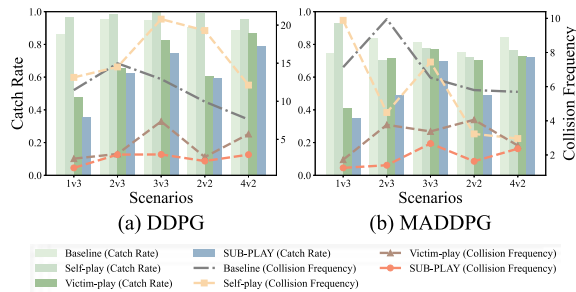 1.0
0.8
0.6
0.4
0.2
0.0
Catch Rate
20
15
10
5
1v3 2v3 3v3 2v2 4v2
Scenarios
(a) DDPG
1.0
0.8
0.6
0.4
0.2
0.0
10
8
6
4
2
Collision Frequency
1v3 2v3 3v3 2v2 4v2
Scenarios
(b) MADDPG
Baseline (Catch Rate)
Self-play (Catch Rate)
Victim-play (Catch Rate)
SUB-PLAY (Catch Rate)
Baseline (Collision Frequency)
Self-play (Collision Frequency)
Victim-play (Collision Frequency)
SUB-PLAY (Collision Frequency)